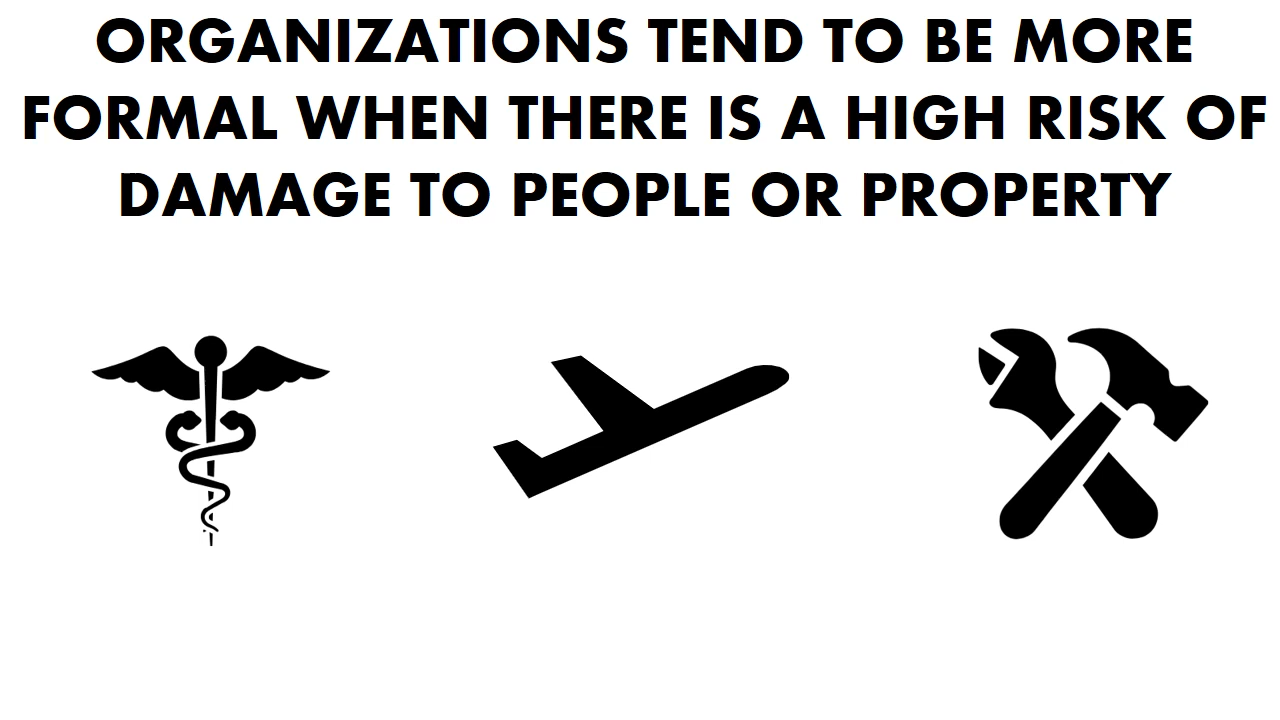 ORGANIZATIONS TEND TO BE MORE
FORMAL WHEN THERE IS A HIGH RISK OF
DAMAGE TO PEOPLE OR PROPERTY